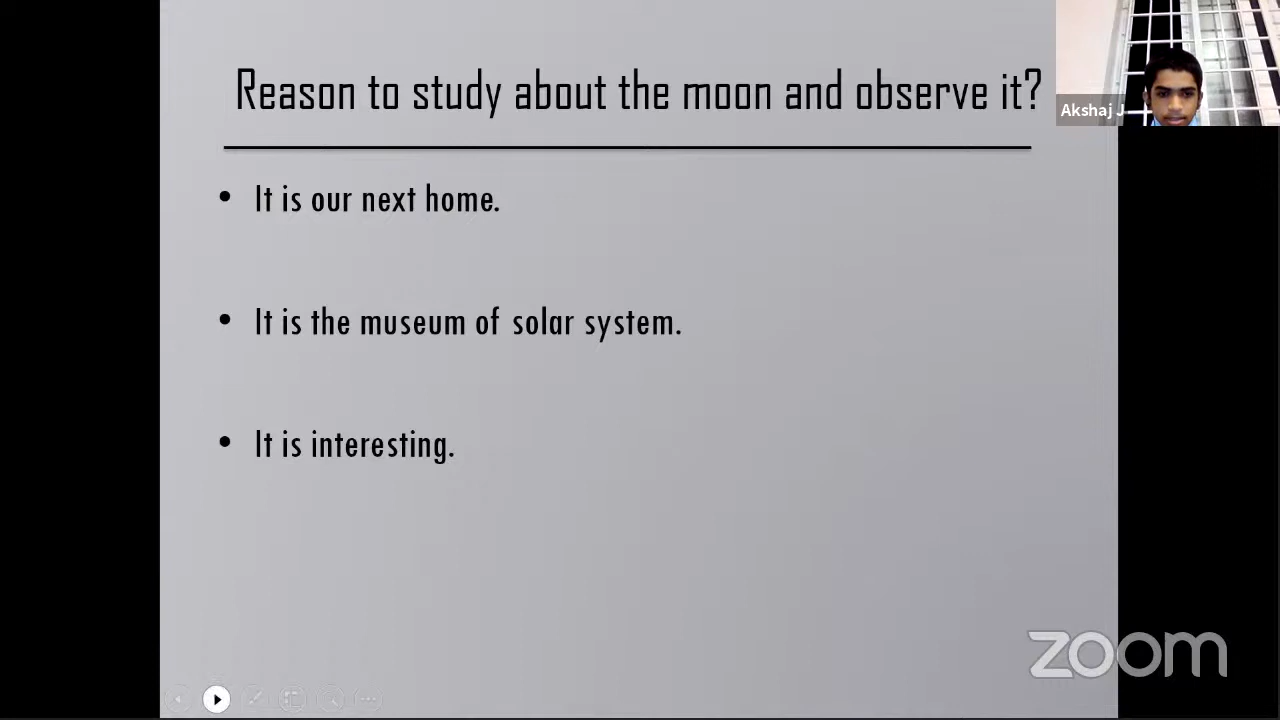 Reason to study about the moon and observe it?
Akshaj J
• It is our next home.
• It is the museum of solar system.
• It is interesting.
zoom